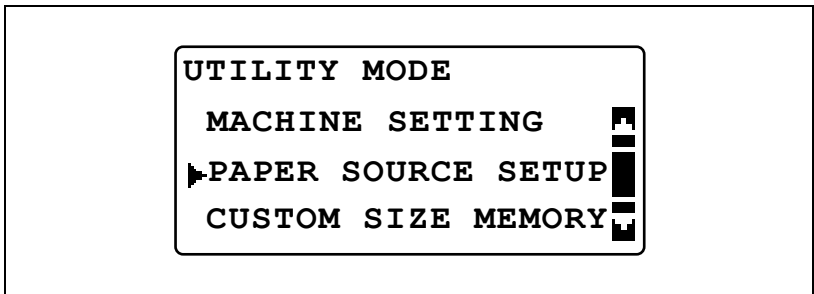 UTILITY MODE
MACHINE SETTING
PAPER SOURCE SETUP
CUSTOM SIZE MEMORY